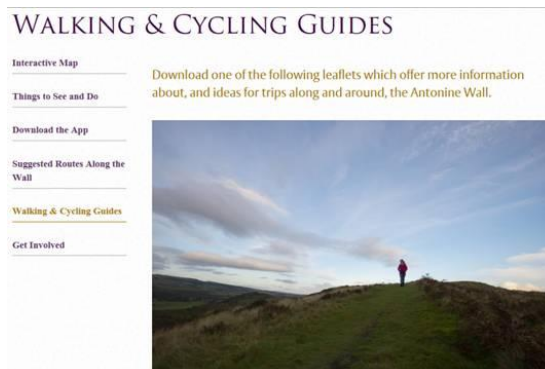 WALKING & CYCLING GUIDES
Interactive Map
Things to See and Do
Download the App
Suggested Routes Along the
Wall
Walking & Cycling Guides
Get Involved
Download one of the following leaflets which offer more information
about, and ideas for trips along and around, the Antonine Wall.